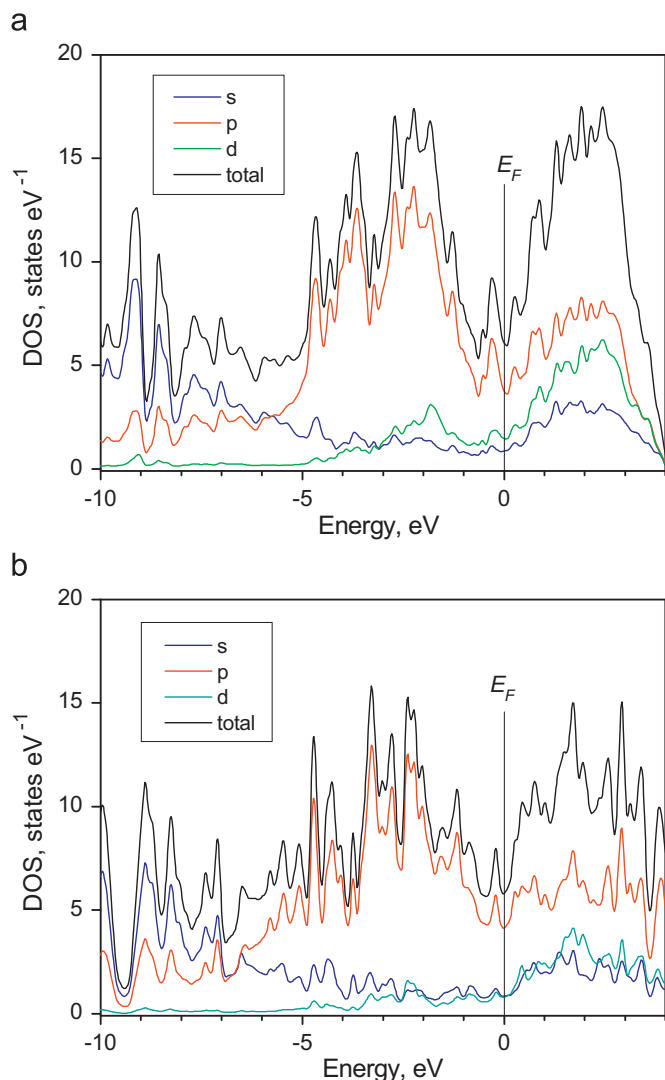 a
20
s
p
d
total
15
E_F
10
DOS, states eV⁻¹
5
0
-10
-5
0
Energy, eV
b
20
s
p
d
total
15
E_F
10
DOS, states eV⁻¹
5
0
-10
-5
0
Energy, eV